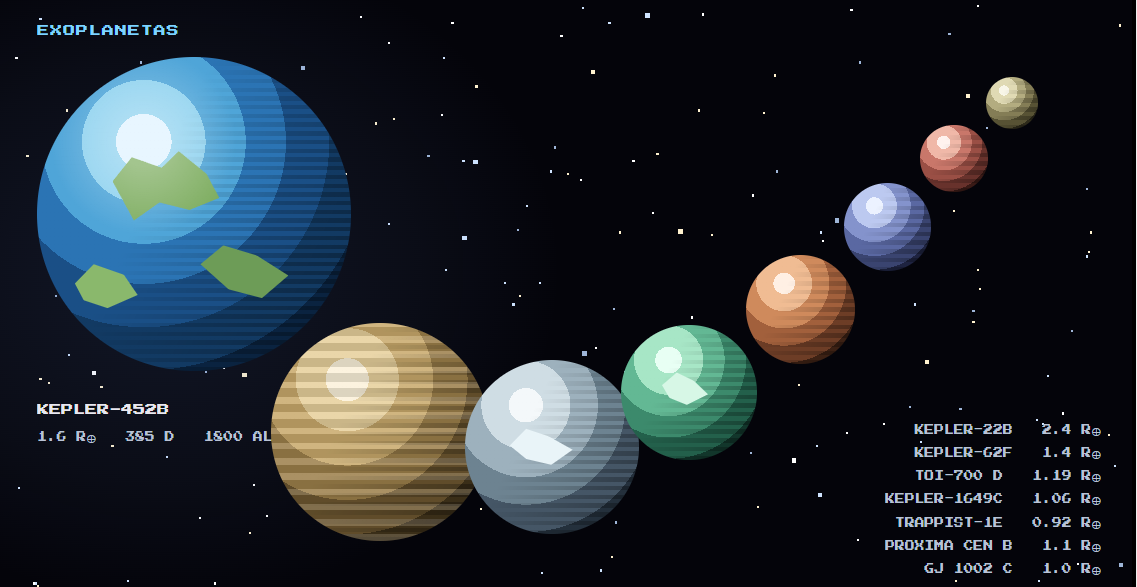 EXOPLANETAS
KEPLER-452B
1.6 R⊕ 385 D 1800 AL
KEPLER-22B 2.4 R⊕
KEPLER-62F 1.4 R⊕
TOI-700 D 1.19 R⊕
KEPLER-1649C 1.06 R⊕
TRAPPIST-1E 0.92 R⊕
PROXIMA CEN B 1.1 R⊕
GJ 1002 C 1.0 R⊕